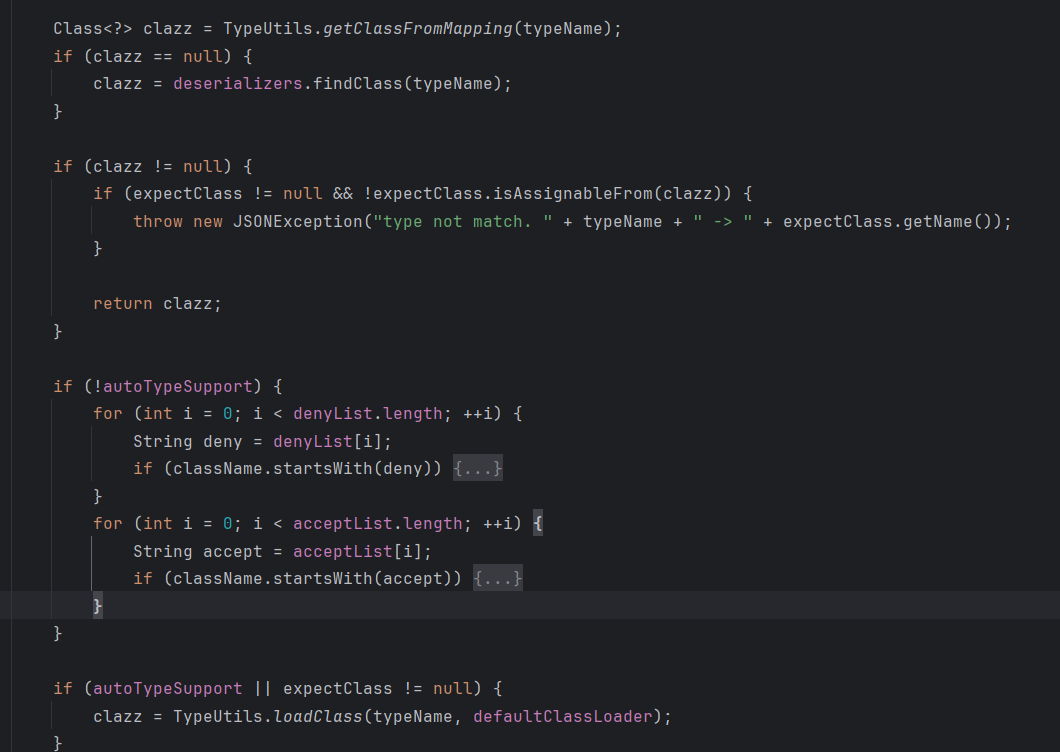 Class<?> clazz = TypeUtils.getClassFromMapping(typeName);
if (clazz == null) {
    clazz = deserializers.findClass(typeName);
}

if (clazz != null) {
    if (expectClass != null && !expectClass.isAssignableFrom(clazz)) {
        throw new JSONException("type not match. " + typeName + " -> " + expectClass.getName());
    }

    return clazz;
}

if (!autoTypeSupport) {
    for (int i = 0; i < denyList.length; ++i) {
        String deny = denyList[i];
        if (className.startsWith(deny)) {...}
    }
    for (int i = 0; i < acceptList.length; ++i) {
        String accept = acceptList[i];
        if (className.startsWith(accept)) {...}
    }
}

if (autoTypeSupport || expectClass != null) {
    clazz = TypeUtils.loadClass(typeName, defaultClassLoader);
}